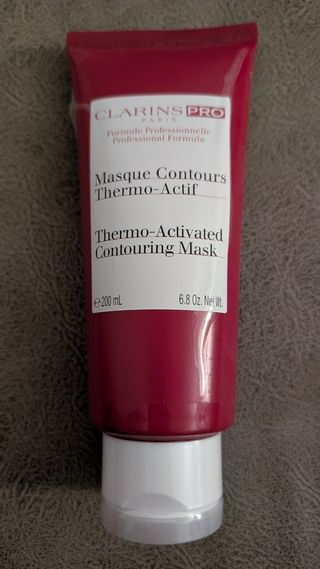 CLARINS PRO
PARIS
Formule Professionnelle
Professional Formula
Masque Contours
Thermo-Actif
Thermo-Activated
Contouring Mask
℮ 200 mL 6.8 Oz. Net Wt.